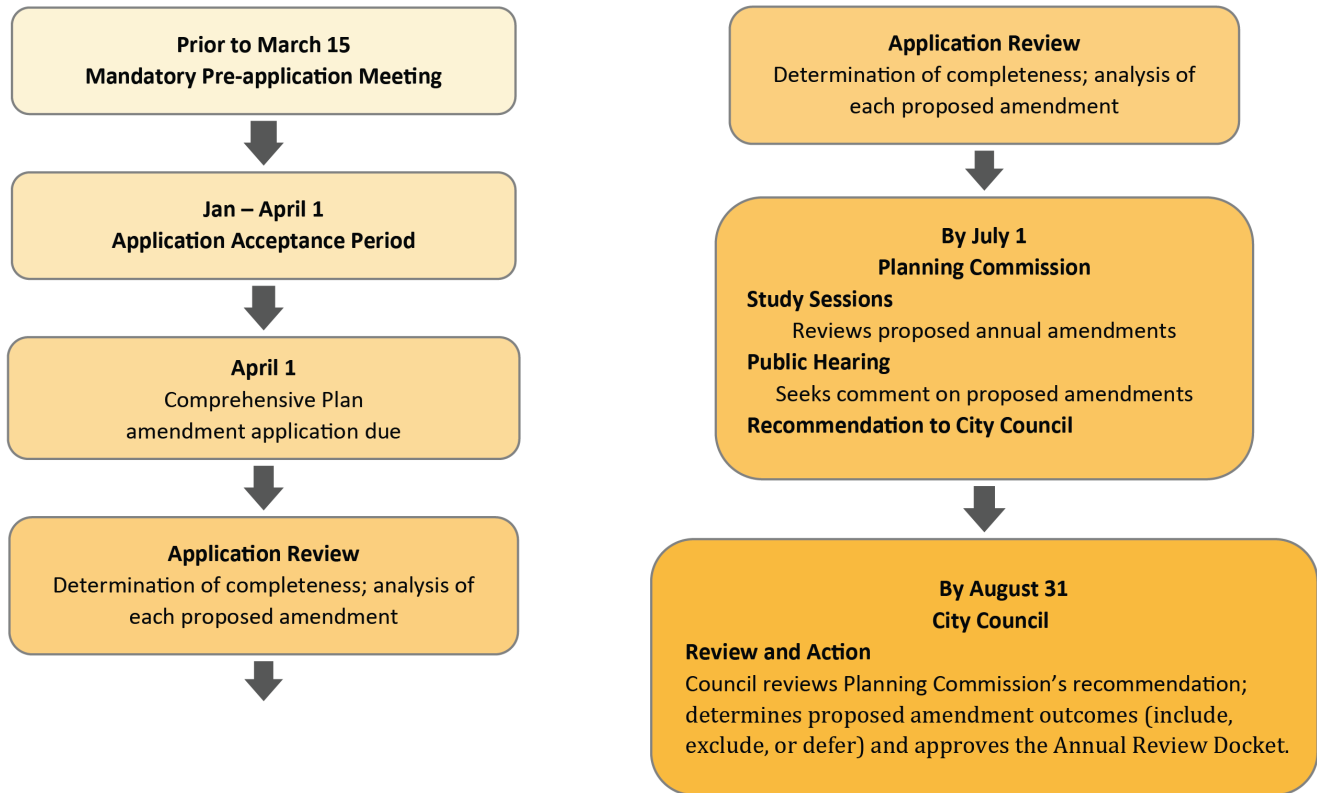 Prior to March 15
Mandatory Pre-application Meeting
Jan – April 1
Application Acceptance Period
April 1
Comprehensive Plan
amendment application due
Application Review
Determination of completeness; analysis of
each proposed amendment
Application Review
Determination of completeness; analysis of
each proposed amendment
By July 1
Planning Commission
Study Sessions
Reviews proposed annual amendments
Public Hearing
Seeks comment on proposed amendments
Recommendation to City Council
By August 31
City Council
Review and Action
Council reviews Planning Commission’s recommendation;
determines proposed amendment outcomes (include,
exclude, or defer) and approves the Annual Review Docket.